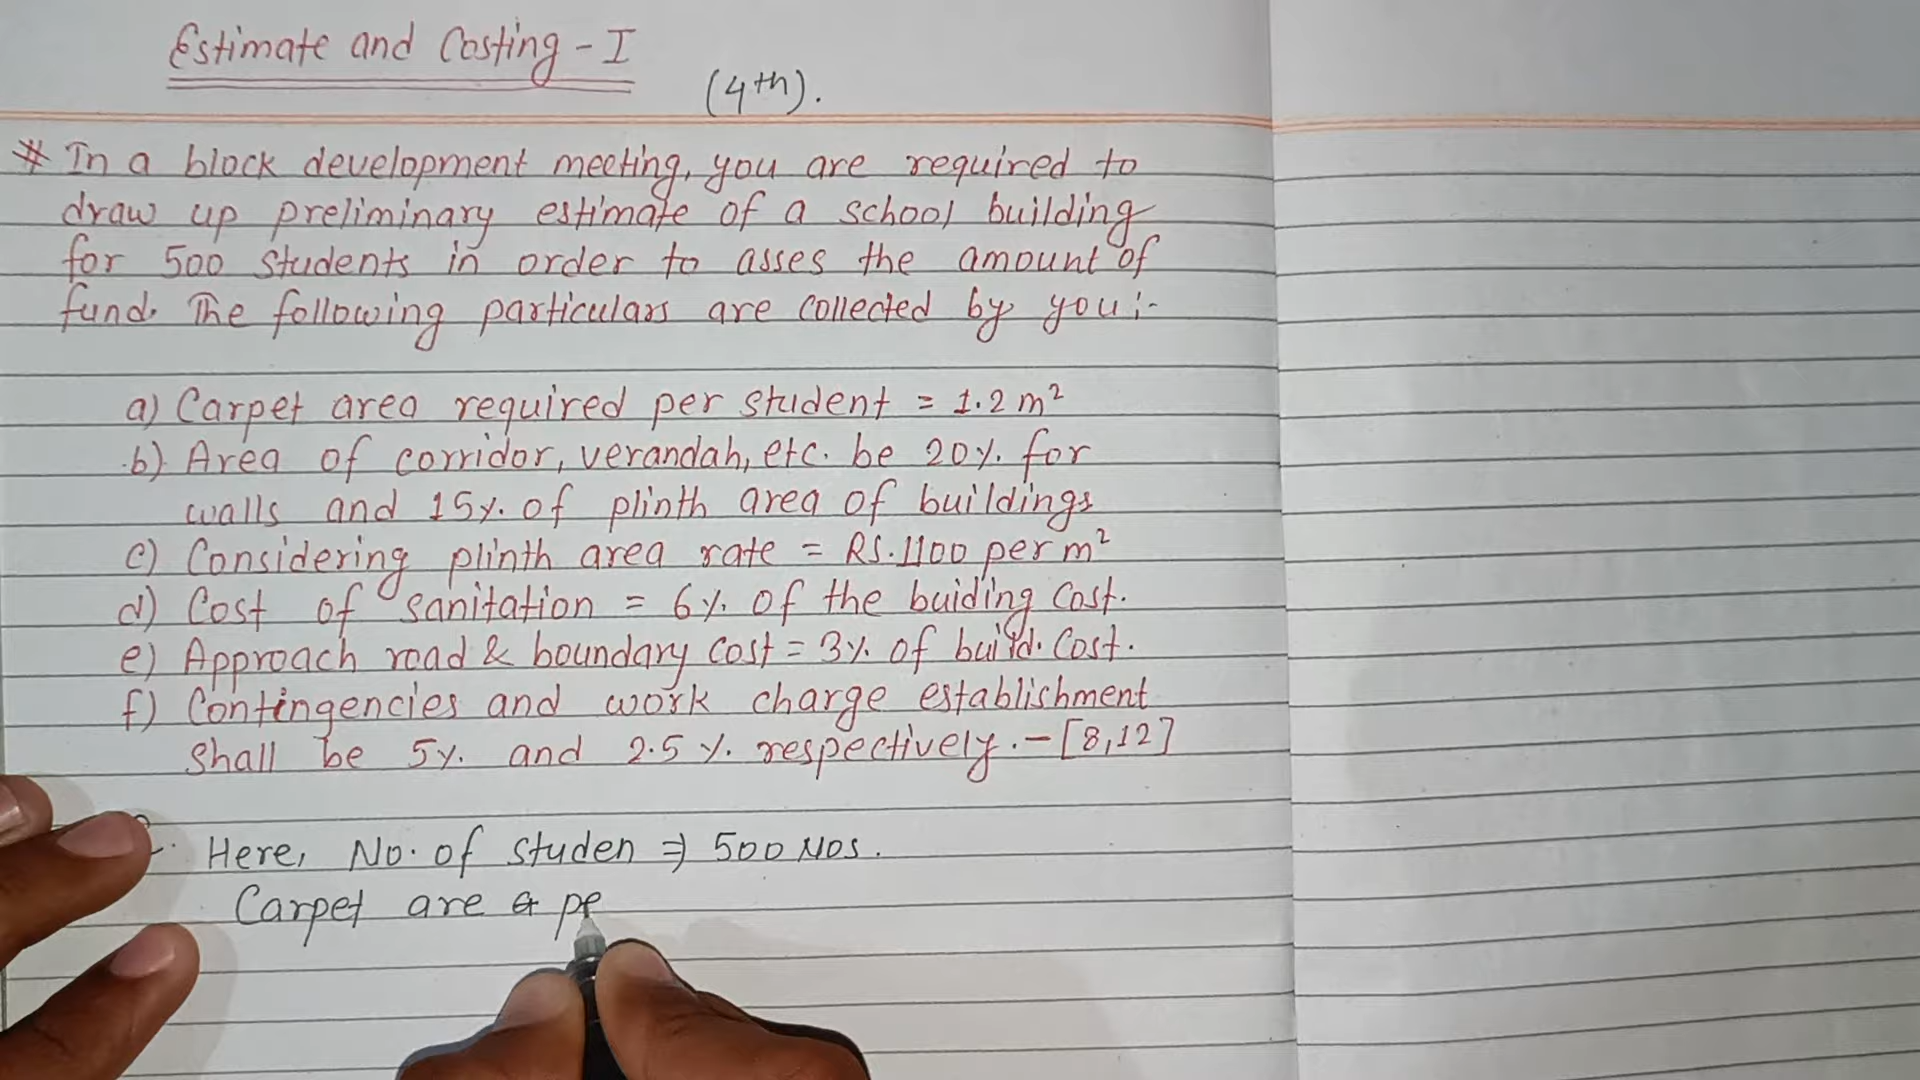 Estimate and Costing - I
(4th).
* In a block development meeting, you are required to
draw up preliminary estimate of a school building
for 500 students in order to asses the amount of
fund. The following particulars are collected by you:-
a) Carpet area required per student = 1.2 m²
b) Area of corridor, verandah, etc. be 20%. for
walls and 15%. of plinth area of buildings
c) Considering plinth area rate = RS. 1100 per m²
d) Cost of sanitation = 6%. of the buiding Cost.
e) Approach road & boundary cost = 3%. of build. Cost.
f) Contingencies and work charge establishment
shall be 5%. and 2.5%. respectively. - [8,12]
Here, No. of studen ⇒ 500 Nos.
Carpet are pe